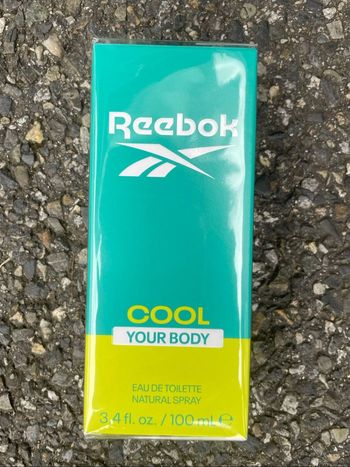 Reebok
COOL
YOUR BODY
EAU DE TOILETTE
NATURAL SPRAY
3,4 fl. oz. / 100 ml ℮